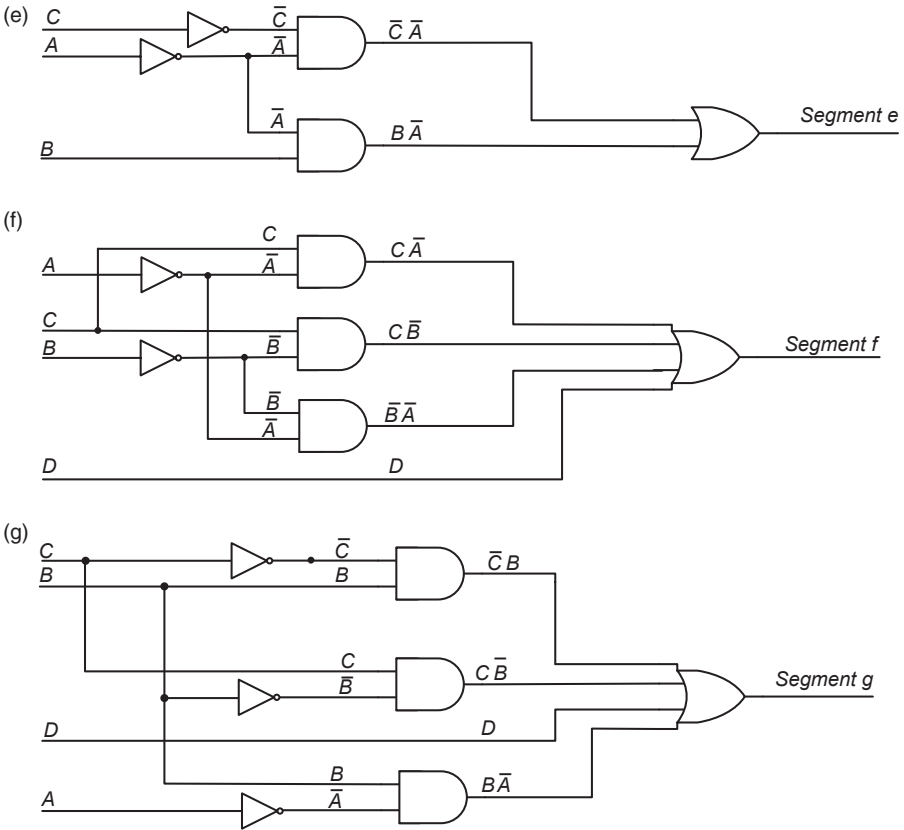 (e)
C C̅ C̅ A̅
A A̅
Segment e
A̅ B A̅
B
(f)
C C A̅
A A̅
C C B̅ Segment f
B B̅
B̅ B̅ A̅
A̅
D D
(g)
C C̅ C̅ B
B B
C C B̅ Segment g
B̅
D D
B B A̅
A A̅